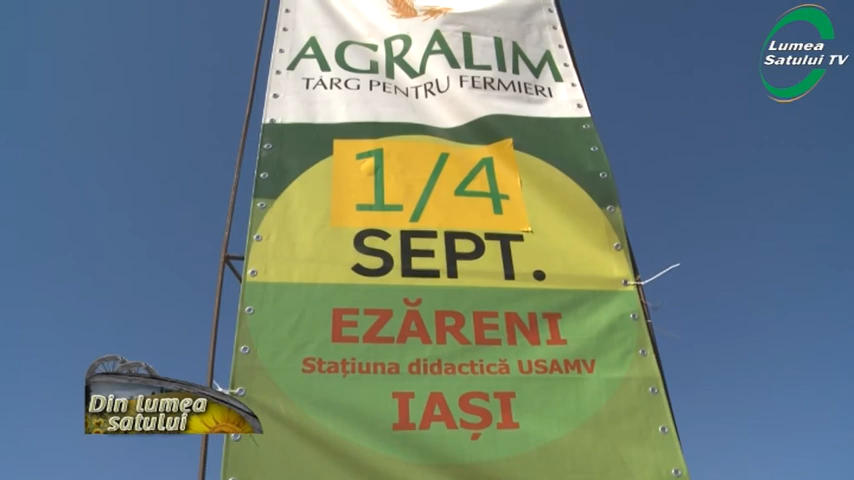 AGRALIM
TÂRG PENTRU FERMIERI
1/4
SEPT.
EZĂRENI
Stațiuna didactică USAMV
IAȘI
Lumea
Satului TV
Din lumea
satului